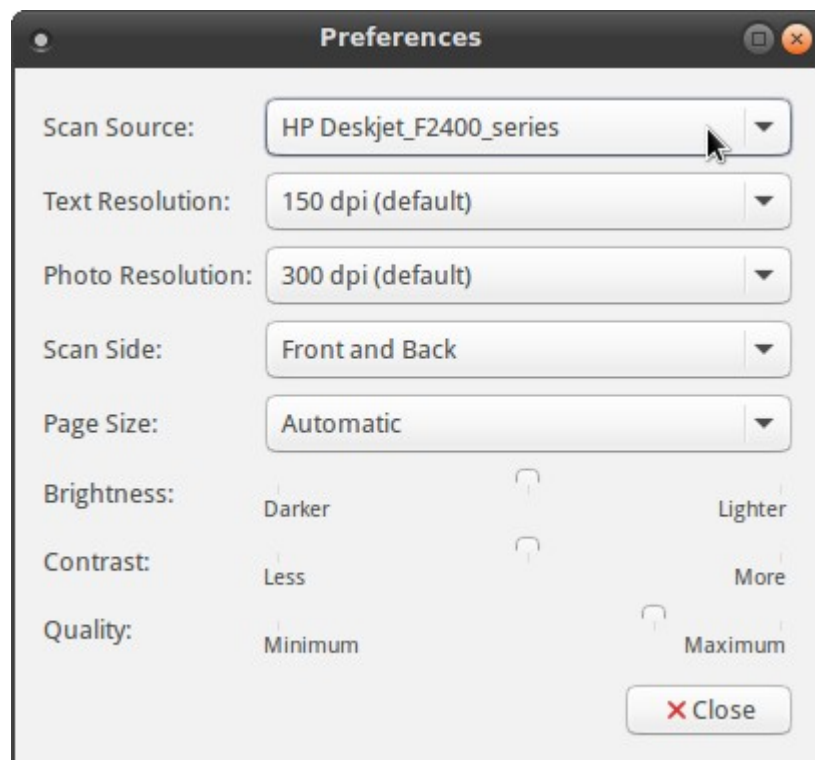 Preferences
Scan Source: HP Deskjet_F2400_series
Text Resolution: 150 dpi (default)
Photo Resolution: 300 dpi (default)
Scan Side: Front and Back
Page Size: Automatic
Brightness:
Darker Lighter
Contrast:
Less More
Quality:
Minimum Maximum
Close